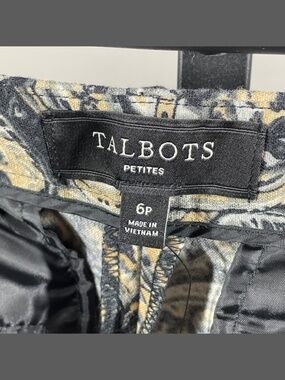 TALBOTS
PETITES
6P
MADE IN
VIETNAM